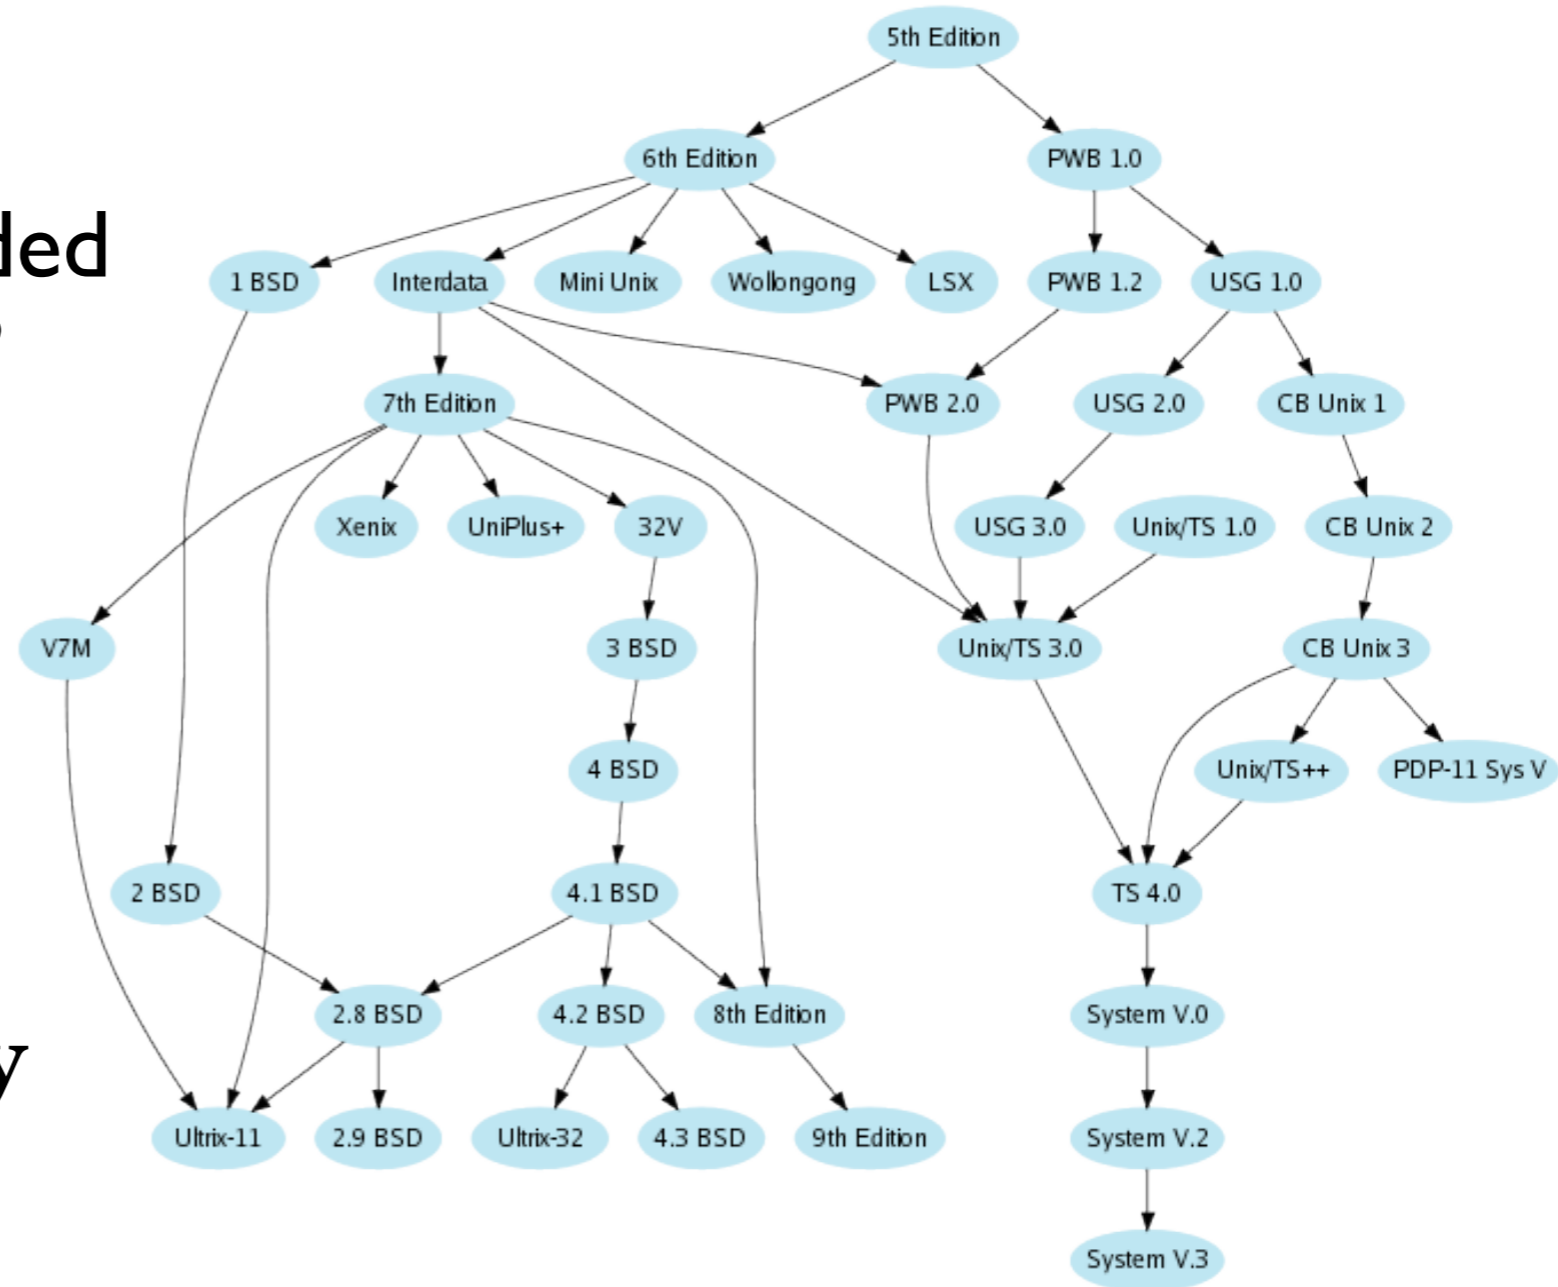 5th Edition
6th Edition
PWB 1.0
ded
1 BSD
Interdata
Mini Unix
Wollongong
LSX
PWB 1.2
USG 1.0
7th Edition
PWB 2.0
USG 2.0
CB Unix 1
Xenix
UniPlus+
32V
USG 3.0
Unix/TS 1.0
CB Unix 2
V7M
3 BSD
Unix/TS 3.0
CB Unix 3
4 BSD
Unix/TS++
PDP-11 Sys V
2 BSD
4.1 BSD
TS 4.0
2.8 BSD
4.2 BSD
8th Edition
System V.0
y
Ultrix-11
2.9 BSD
Ultrix-32
4.3 BSD
9th Edition
System V.2
System V.3